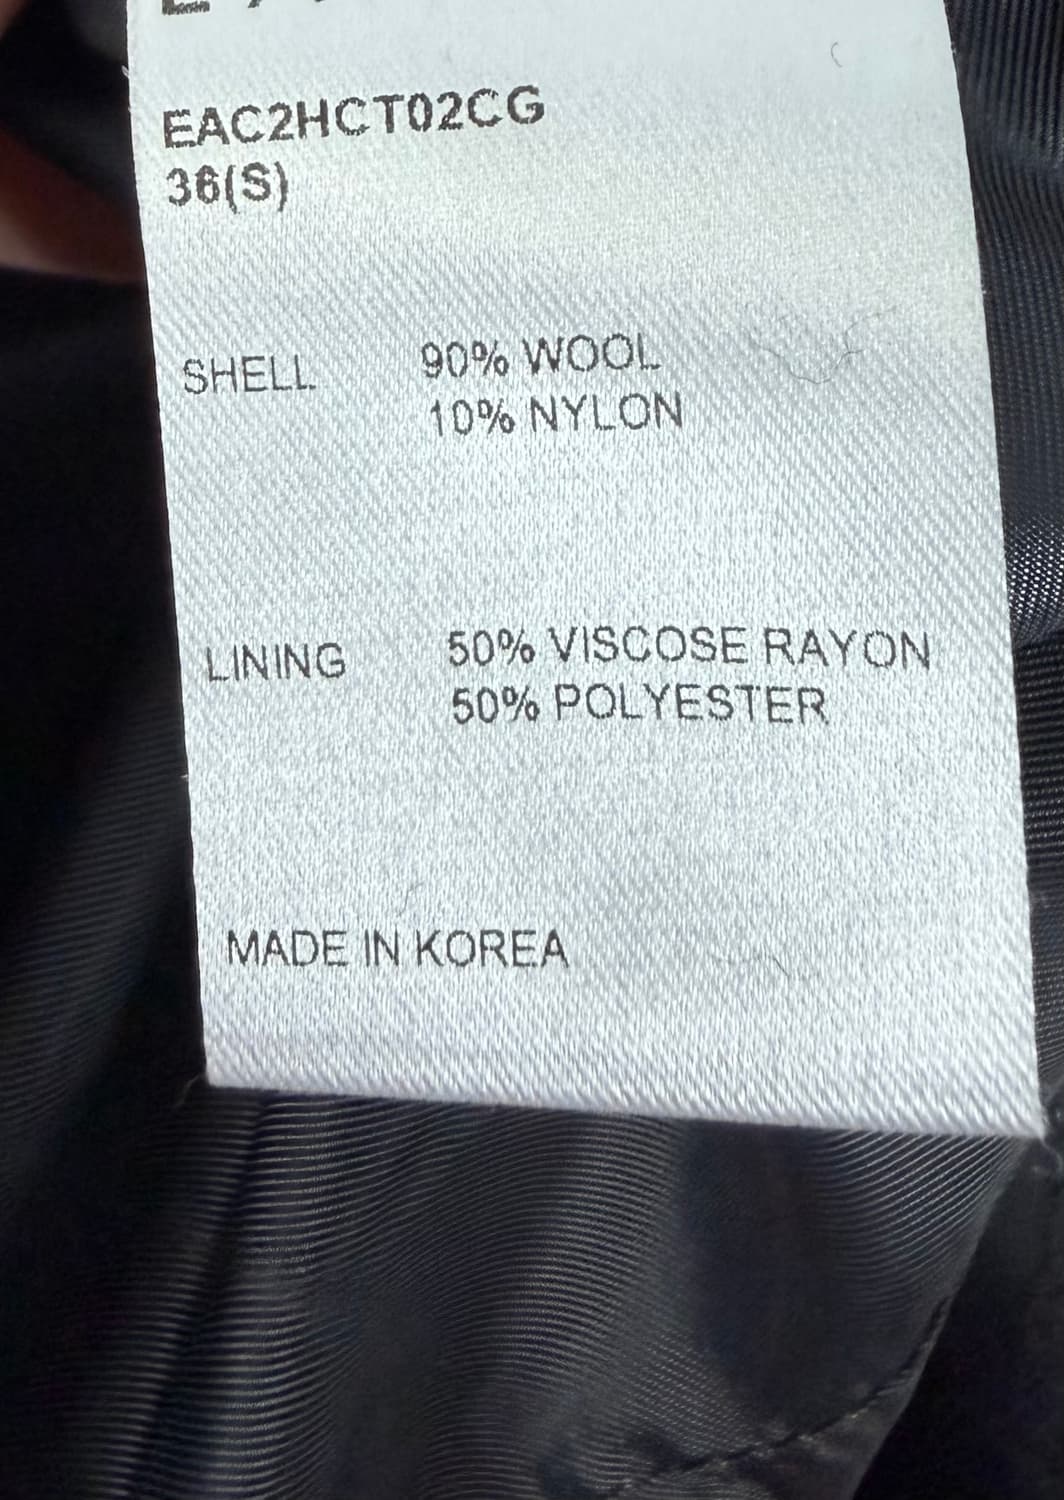 EAC2HCT02CG
36(S)
SHELL 90% WOOL
10% NYLON
LINING 50% VISCOSE RAYON
50% POLYESTER
MADE IN KOREA